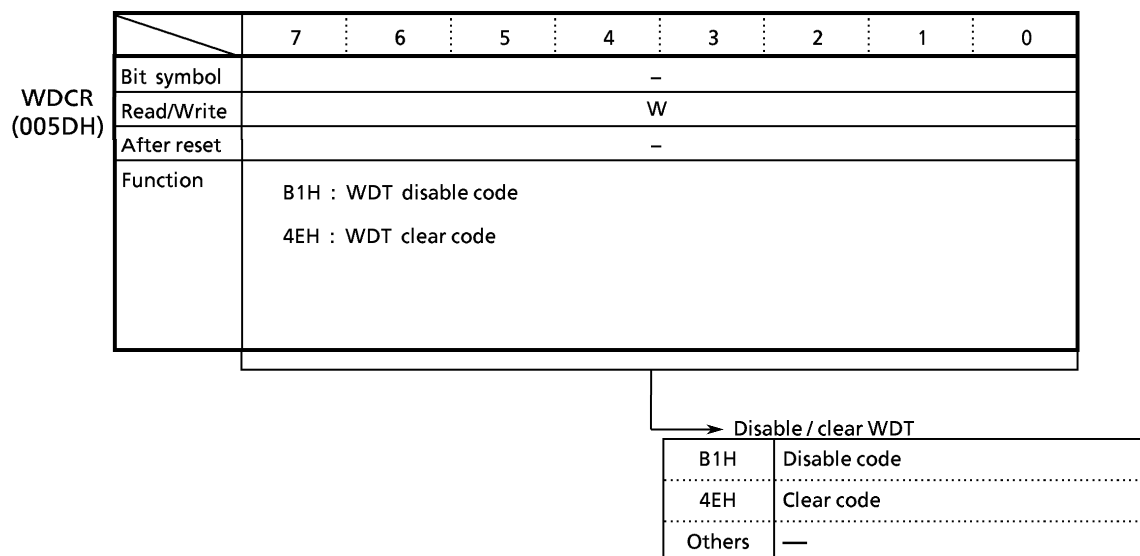 7 6 5 4 3 2 1 0
WDCR
(005DH)
Bit symbol –
Read/Write W
After reset –
Function
B1H : WDT disable code
4EH : WDT clear code
Disable / clear WDT
B1H Disable code
4EH Clear code
Others —